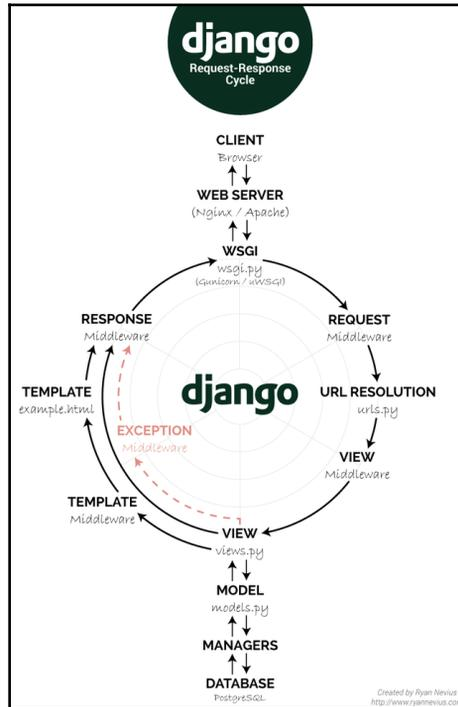 django
Request-Response
Cycle
CLIENT
Browser
WEB SERVER
(Nginx / Apache)
WSGI
wsgi.py
(Gunicorn / uWSGI)
RESPONSE
Middleware
REQUEST
Middleware
django
TEMPLATE
example.html
URL RESOLUTION
urls.py
EXCEPTION
Middleware
VIEW
Middleware
TEMPLATE
Middleware
VIEW
views.py
MODEL
models.py
MANAGERS
DATABASE
PostgreSQL
Created by Ryan Nevius
http://www.ryannevius.com